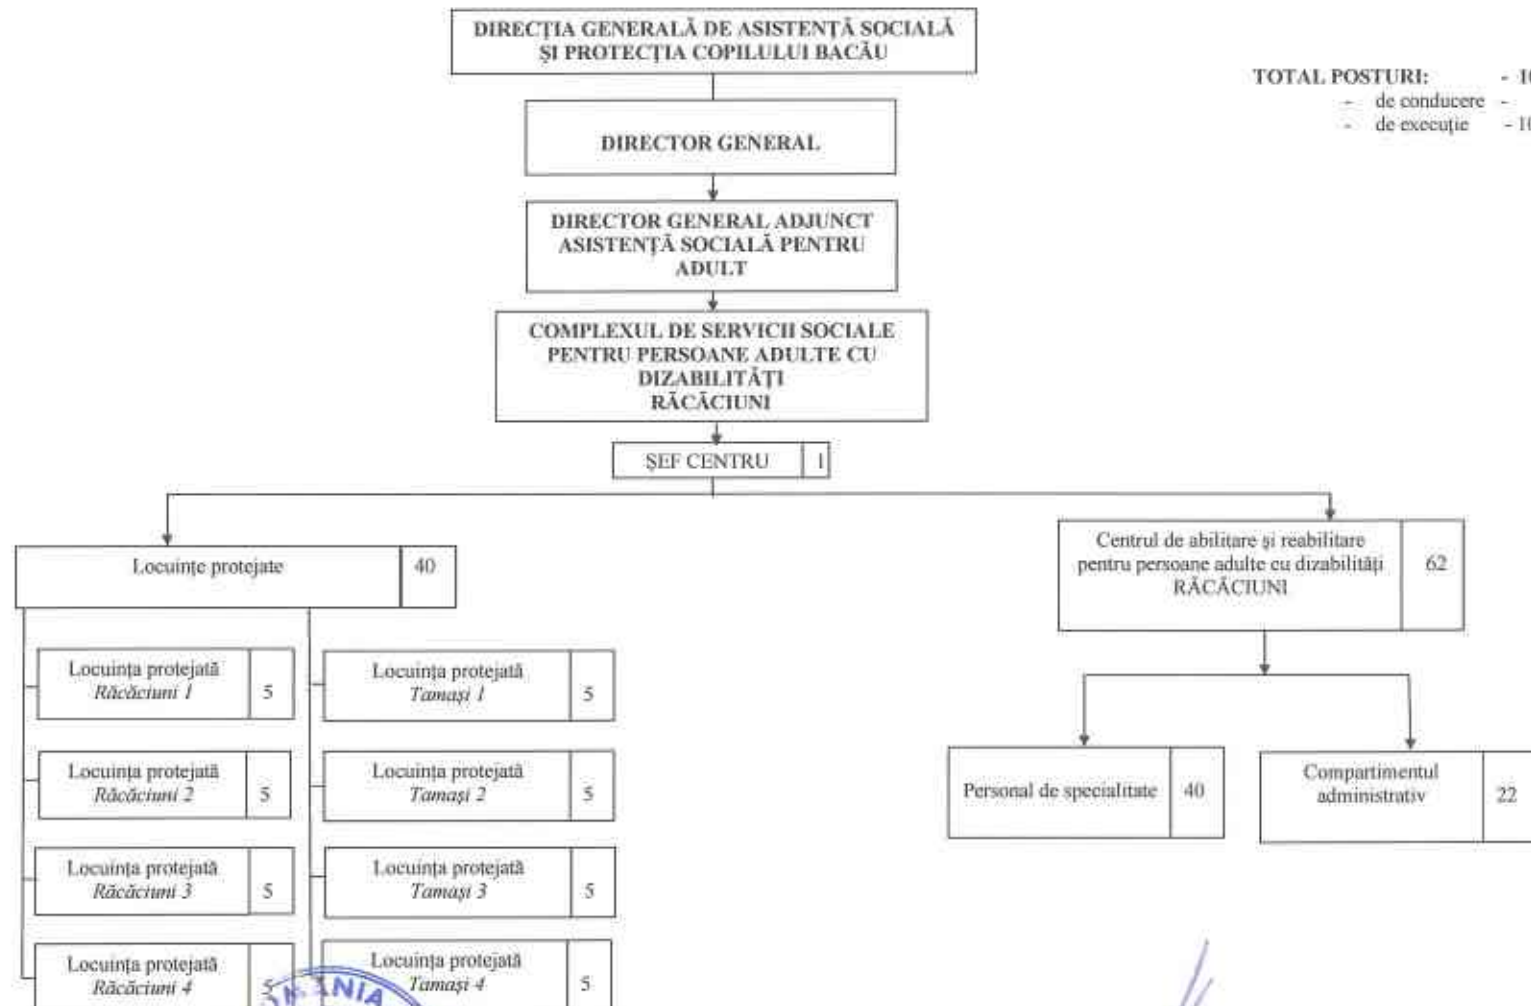 DIRECȚIA GENERALĂ DE ASISTENȚĂ SOCIALĂ
ȘI PROTECȚIA COPILULUI BACĂU
TOTAL POSTURI: - 10
- de conducere -
- de execuție - 10
DIRECTOR GENERAL
DIRECTOR GENERAL ADJUNCT
ASISTENȚĂ SOCIALĂ PENTRU
ADULT
COMPLEXUL DE SERVICII SOCIALE
PENTRU PERSOANE ADULTE CU
DIZABILITĂȚI
RĂCĂCIUNI
ȘEF CENTRU 1
Locuințe protejate 40
Centrul de abilitare și reabilitare
pentru persoane adulte cu dizabilități 62
RĂCĂCIUNI
Locuința protejată
Răcăciuni 1 5
Locuința protejată
Tamași 1 5
Locuința protejată
Răcăciuni 2 5
Locuința protejată
Tamași 2 5
Personal de specialitate 40
Compartimentul
administrativ 22
Locuința protejată
Răcăciuni 3 5
Locuința protejată
Tamași 3 5
Locuința protejată
Răcăciuni 4 5
Locuința protejată
Tamași 4 5